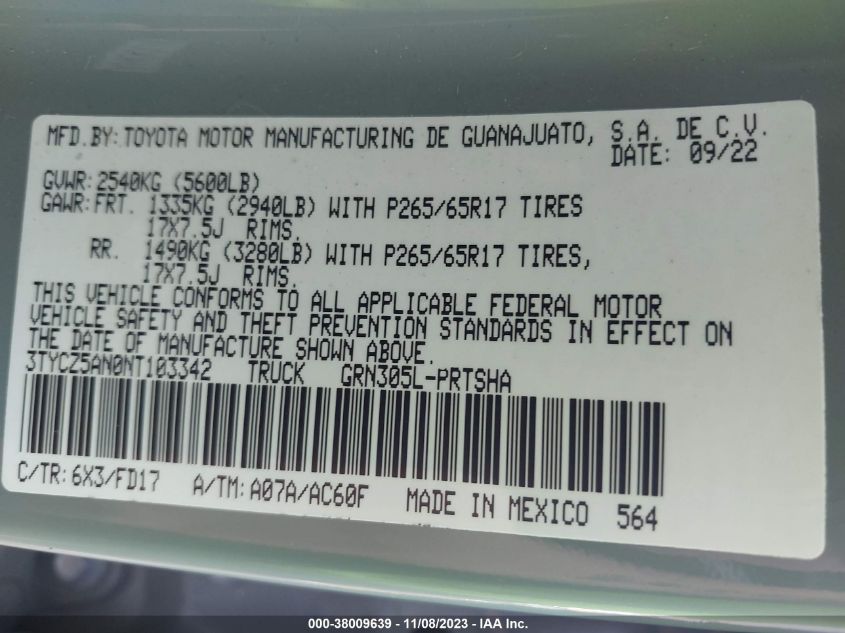 MFD.BY: TOYOTA MOTOR MANUFACTURING DE GUANAJUATO, S.A. DE C.V.
DATE: 09/22
GVWR: 2540KG (5600LB)
GAWR: FRT. 1335KG (2940LB) WITH P265/65R17 TIRES
17X7.5J RIMS.
RR. 1490KG (3280LB) WITH P265/65R17 TIRES,
17X7.5J RIMS.
THIS VEHICLE CONFORMS TO ALL APPLICABLE FEDERAL MOTOR
VEHICLE SAFETY AND THEFT PREVENTION STANDARDS IN EFFECT ON
THE DATE OF MANUFACTURE SHOWN ABOVE.
3TYCZ5AN0NT103342 TRUCK GRN305L-PRTSHA
C/TR: 6X3/FD17 A/TM: A07A/AC60F MADE IN MEXICO 564
000-38009639 - 11/08/2023 - IAA Inc.